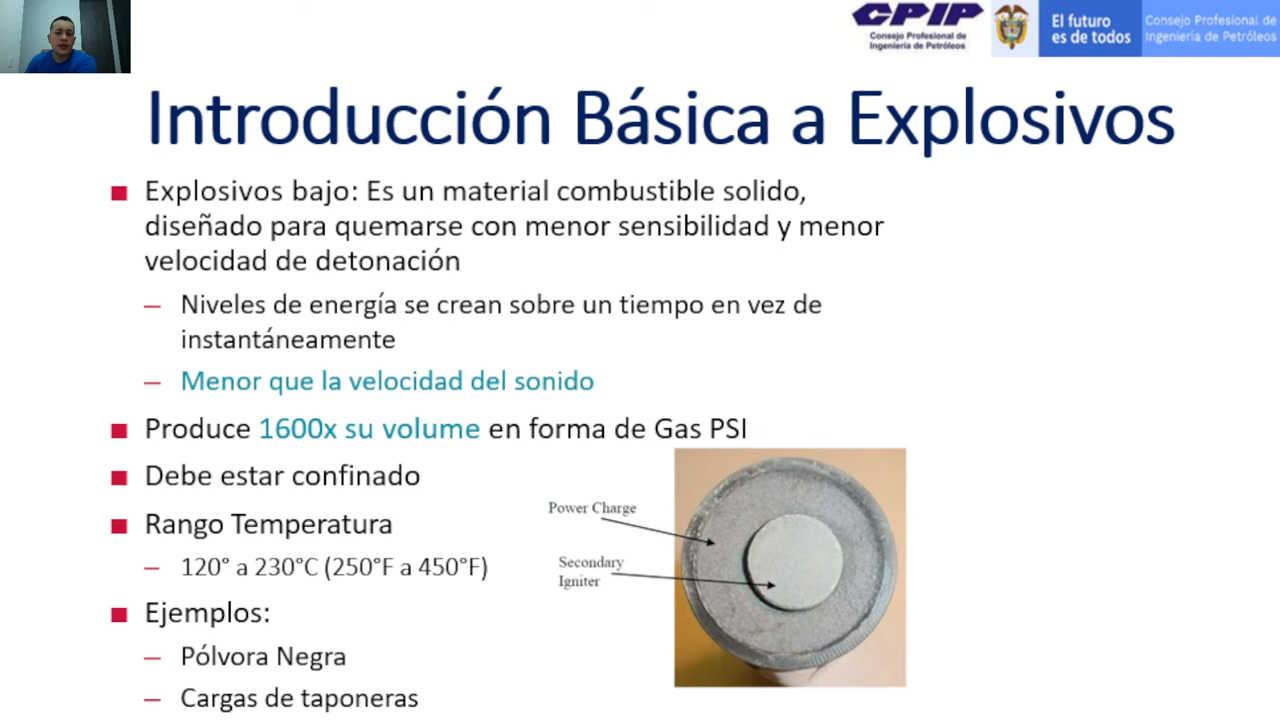 CPIP
Consejo Profesional de
Ingeniería de Petróleos
El futuro
es de todos
Consejo Profesional de
Ingeniería de Petróleos
Introducción Básica a Explosivos
Explosivos bajo: Es un material combustible solido,
diseñado para quemarse con menor sensibilidad y menor
velocidad de detonación
– Niveles de energía se crean sobre un tiempo en vez de
instantáneamente
– Menor que la velocidad del sonido
Produce 1600x su volume en forma de Gas PSI
Debe estar confinado
Rango Temperatura
– 120° a 230°C (250°F a 450°F)
Ejemplos:
– Pólvora Negra
– Cargas de taponeras
Power Charge
Secondary
Igniter